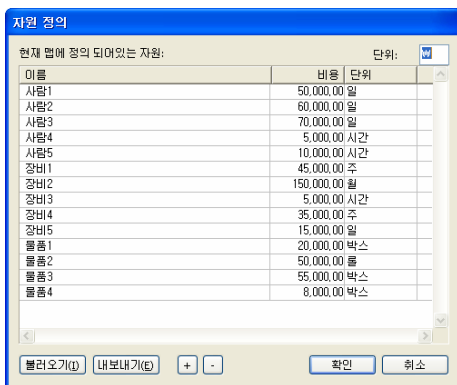 자원 정의
현재 맵에 정의 되어있는 자원: 단위: ₩
이름 비용 단위
사람1 50,000,00 일
사람2 60,000,00 일
사람3 70,000,00 일
사람4 5,000,00 시간
사람5 10,000,00 시간
장비1 45,000,00 주
장비2 150,000,00 월
장비3 5,000,00 시간
장비4 35,000,00 주
장비5 15,000,00 일
물품1 20,000,00 박스
물품2 50,000,00 롤
물품3 55,000,00 박스
물품4 8,000,00 박스
불러오기(I) 내보내기(E) + - 확인 취소